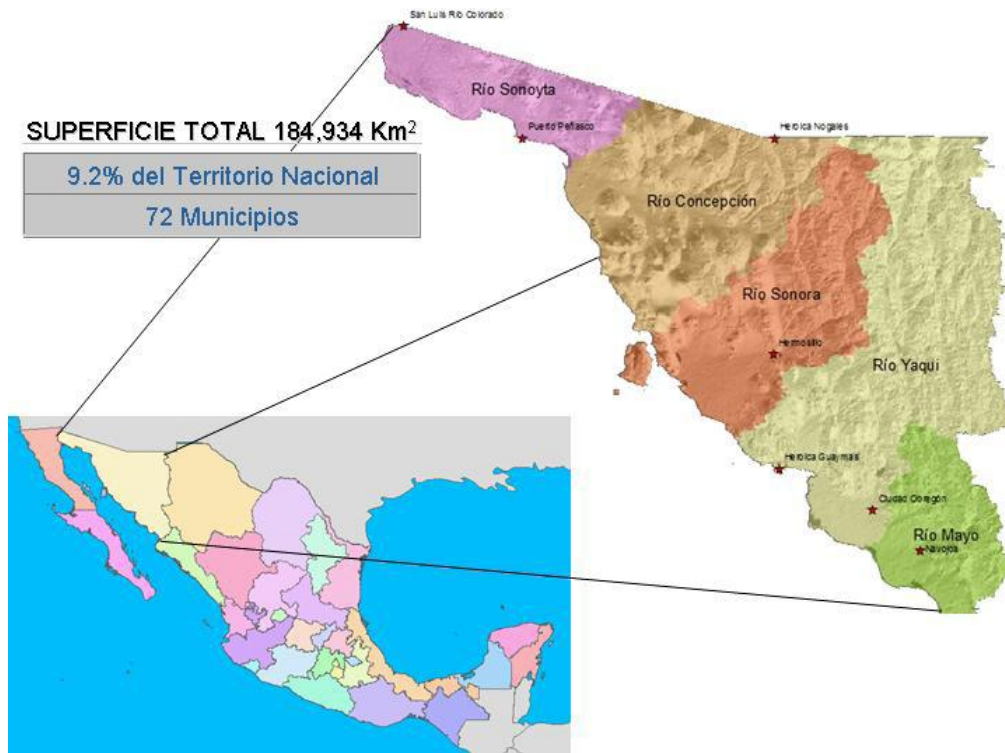 San Luis Río Colorado
Río Sonoyta
SUPERFICIE TOTAL 184,934 Km²
Puerto Peñasco
Heroica Nogales
9.2% del Territorio Nacional
72 Municipios
Río Concepción
Río Sonora
Hermosillo
Río Yaqui
Heroica Guaymas
Ciudad Obregón
Río Mayo
Navojoa